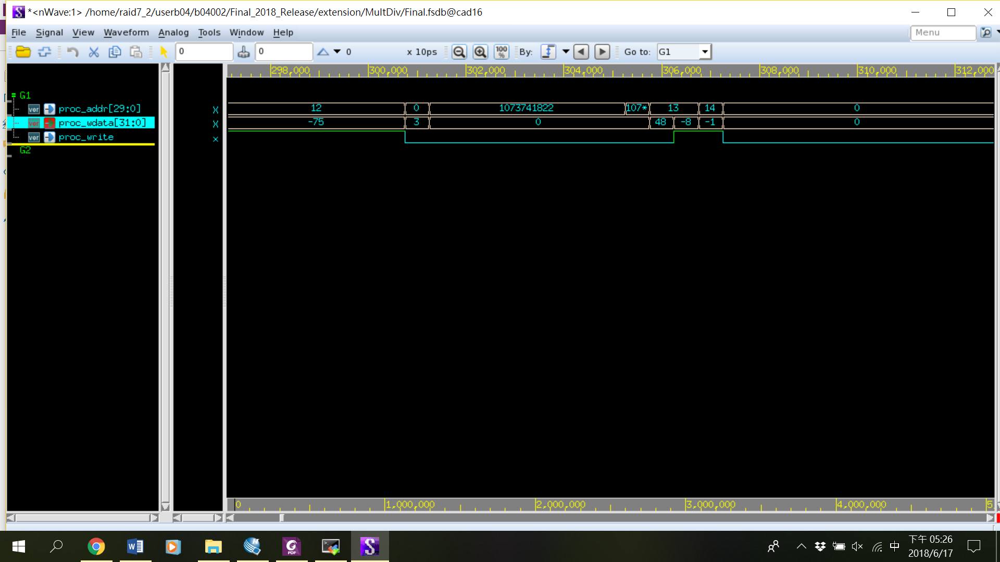 *<nWave:1> /home/raid7_2/userb04/b04002/Final_2018_Release/extension/MultDiv/Final.fsdb@cad16
File Signal View Waveform Analog Tools Window Help Menu
0 0 0 x 10ps 100 % By: Go to: G1
298,000 300,000 302,000 304,000 306,000 308,000 310,000 312,000
G1
ver proc_addr[29:0] X 12 0 1073741822 107* 13 14 0
ver proc_wdata[31:0] X -75 3 0 48 -8 -1 0
ver proc_write x
G2
0 1,000,000 2,000,000 3,000,000 4,000,000 5,
PDF 中 下午 05:26
2018/6/17